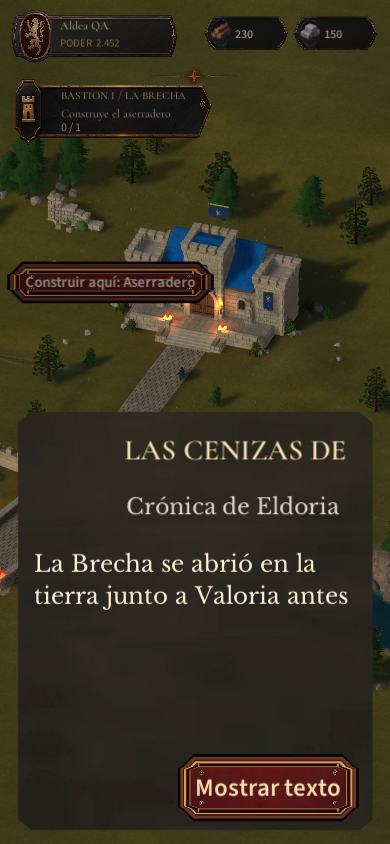 Aldea QA
PODER 2.452
230
150
BASTIÓN I / LA BRECHA
Construye el aserradero
0 / 1
Construir aquí: Aserradero
LAS CENIZAS DE
Crónica de Eldoria
La Brecha se abrió en la
tierra junto a Valoria antes
Mostrar texto